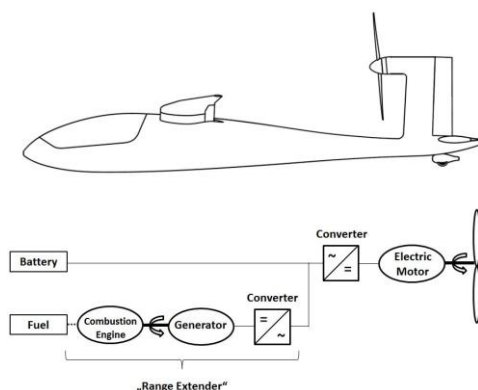 Converter
~
=
Battery
Electric
Motor
Converter
Fuel
Combustion
Engine
Generator
=
~
„Range Extender“